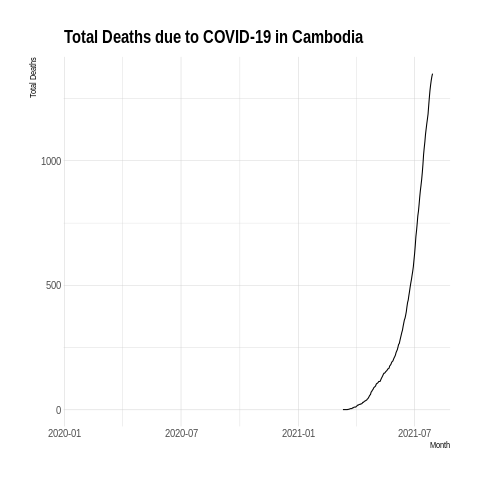 Total Deaths due to COVID-19 in Cambodia
Total Deaths
1000
500
0
2020-01 2020-07 2021-01 2021-07
Month